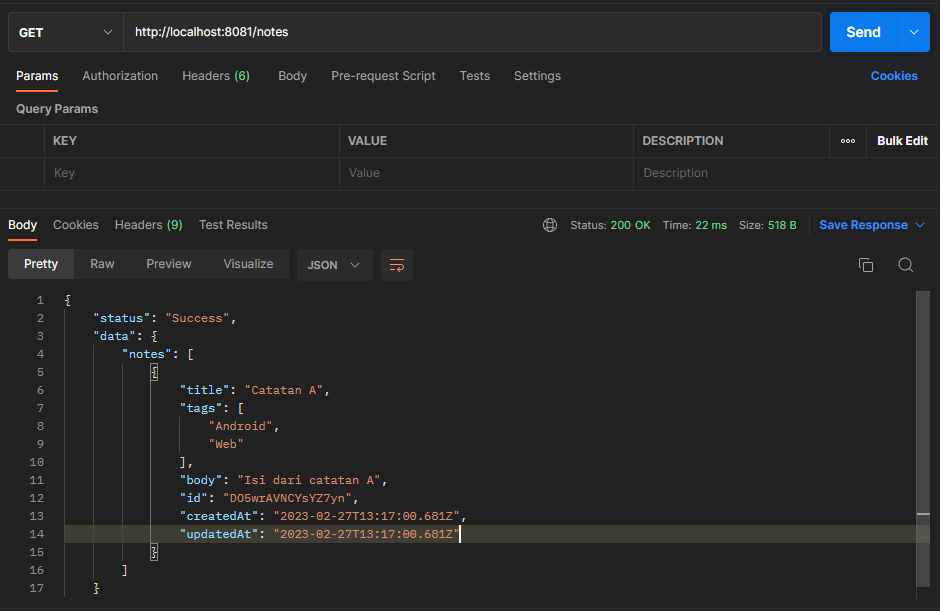 GET http://localhost:8081/notes Send
Params Authorization Headers (6) Body Pre-request Script Tests Settings Cookies
Query Params
KEY VALUE DESCRIPTION ooo Bulk Edit
Key Value Description
Body Cookies Headers (9) Test Results Status: 200 OK Time: 22 ms Size: 518 B Save Response
Pretty Raw Preview Visualize JSON
1 {
2 "status": "Success",
3 "data": {
4 "notes": [
5 {
6 "title": "Catatan A",
7 "tags": [
8 "Android",
9 "Web"
10 ],
11 "body": "Isi dari catatan A",
12 "id": "DO5wrAVNCYsYZ7yn",
13 "createdAt": "2023-02-27T13:17:00.681Z",
14 "updatedAt": "2023-02-27T13:17:00.681Z"
15 }
16 ]
17 }